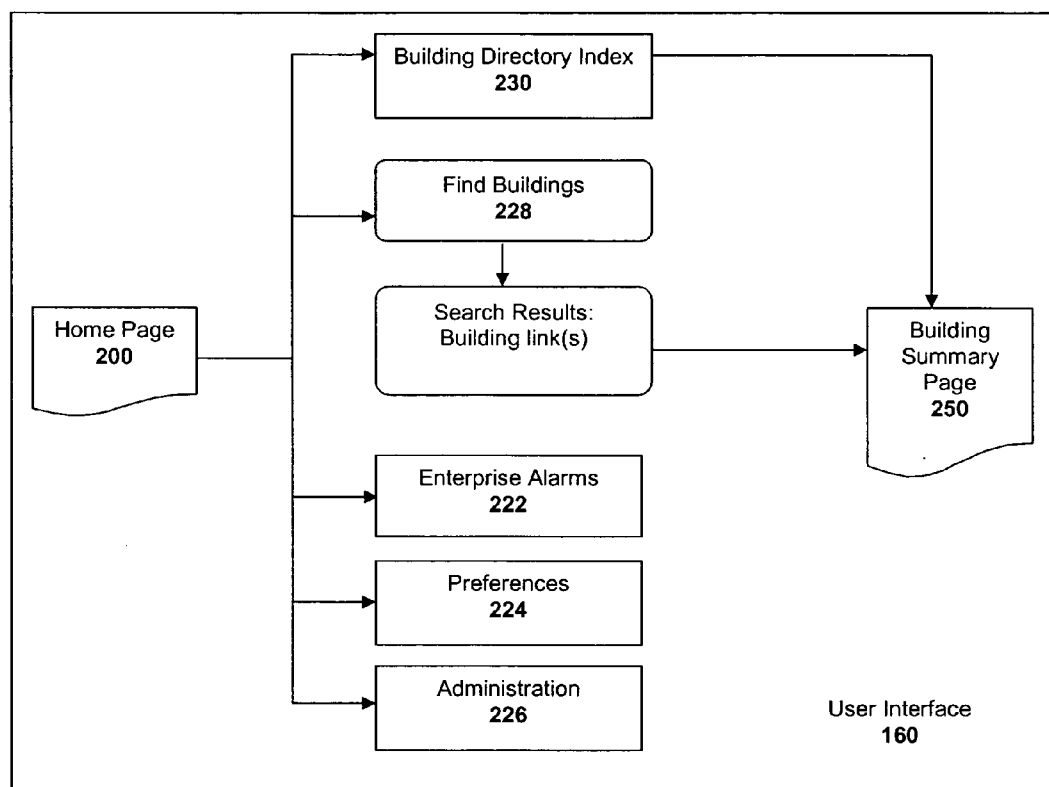 Building Directory Index
230
Find Buildings
228
Search Results:
Building link(s)
Home Page
200
Building
Summary
Page
250
Enterprise Alarms
222
Preferences
224
Administration
226
User Interface
160